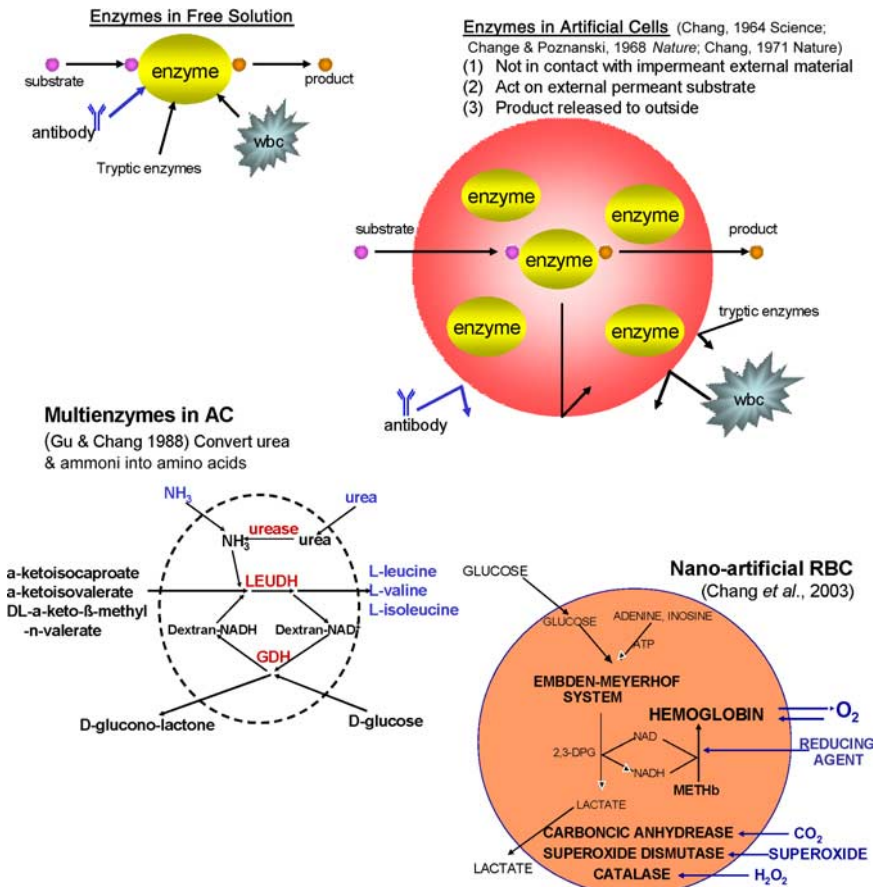 Enzymes in Free Solution
substrate
enzyme
product
antibody
Tryptic enzymes
wbc
Enzymes in Artificial Cells (Chang, 1964 Science;
Change & Poznanski, 1968 Nature; Chang, 1971 Nature)
(1) Not in contact with impermeant external material
(2) Act on external permeant substrate
(3) Product released to outside
enzyme
enzyme
substrate
enzyme
product
enzyme
enzyme
tryptic enzymes
antibody
wbc
Multienzymes in AC
(Gu & Chang 1988) Convert urea
& ammoni into amino acids
NH₃
urea
urease
NH₃
urea
a-ketoisocaproate
a-ketoisovalerate
DL-a-keto-ß-methyl
-n-valerate
LEUDH
L-leucine
L-valine
L-isoleucine
Dextran-NADH
Dextran-NAD⁺
GDH
D-glucono-lactone
D-glucose
Nano-artificial RBC
(Chang et al., 2003)
GLUCOSE
GLUCOSE
ADENINE, INOSINE
ATP
EMBDEN-MEYERHOF
SYSTEM
HEMOGLOBIN
O₂
2,3-DPG
NAD
NADH
METHb
REDUCING
AGENT
LACTATE
LACTATE
CARBONCIC ANHYDREASE
CO₂
SUPEROXIDE DISMUTASE
SUPEROXIDE
CATALASE
H₂O₂